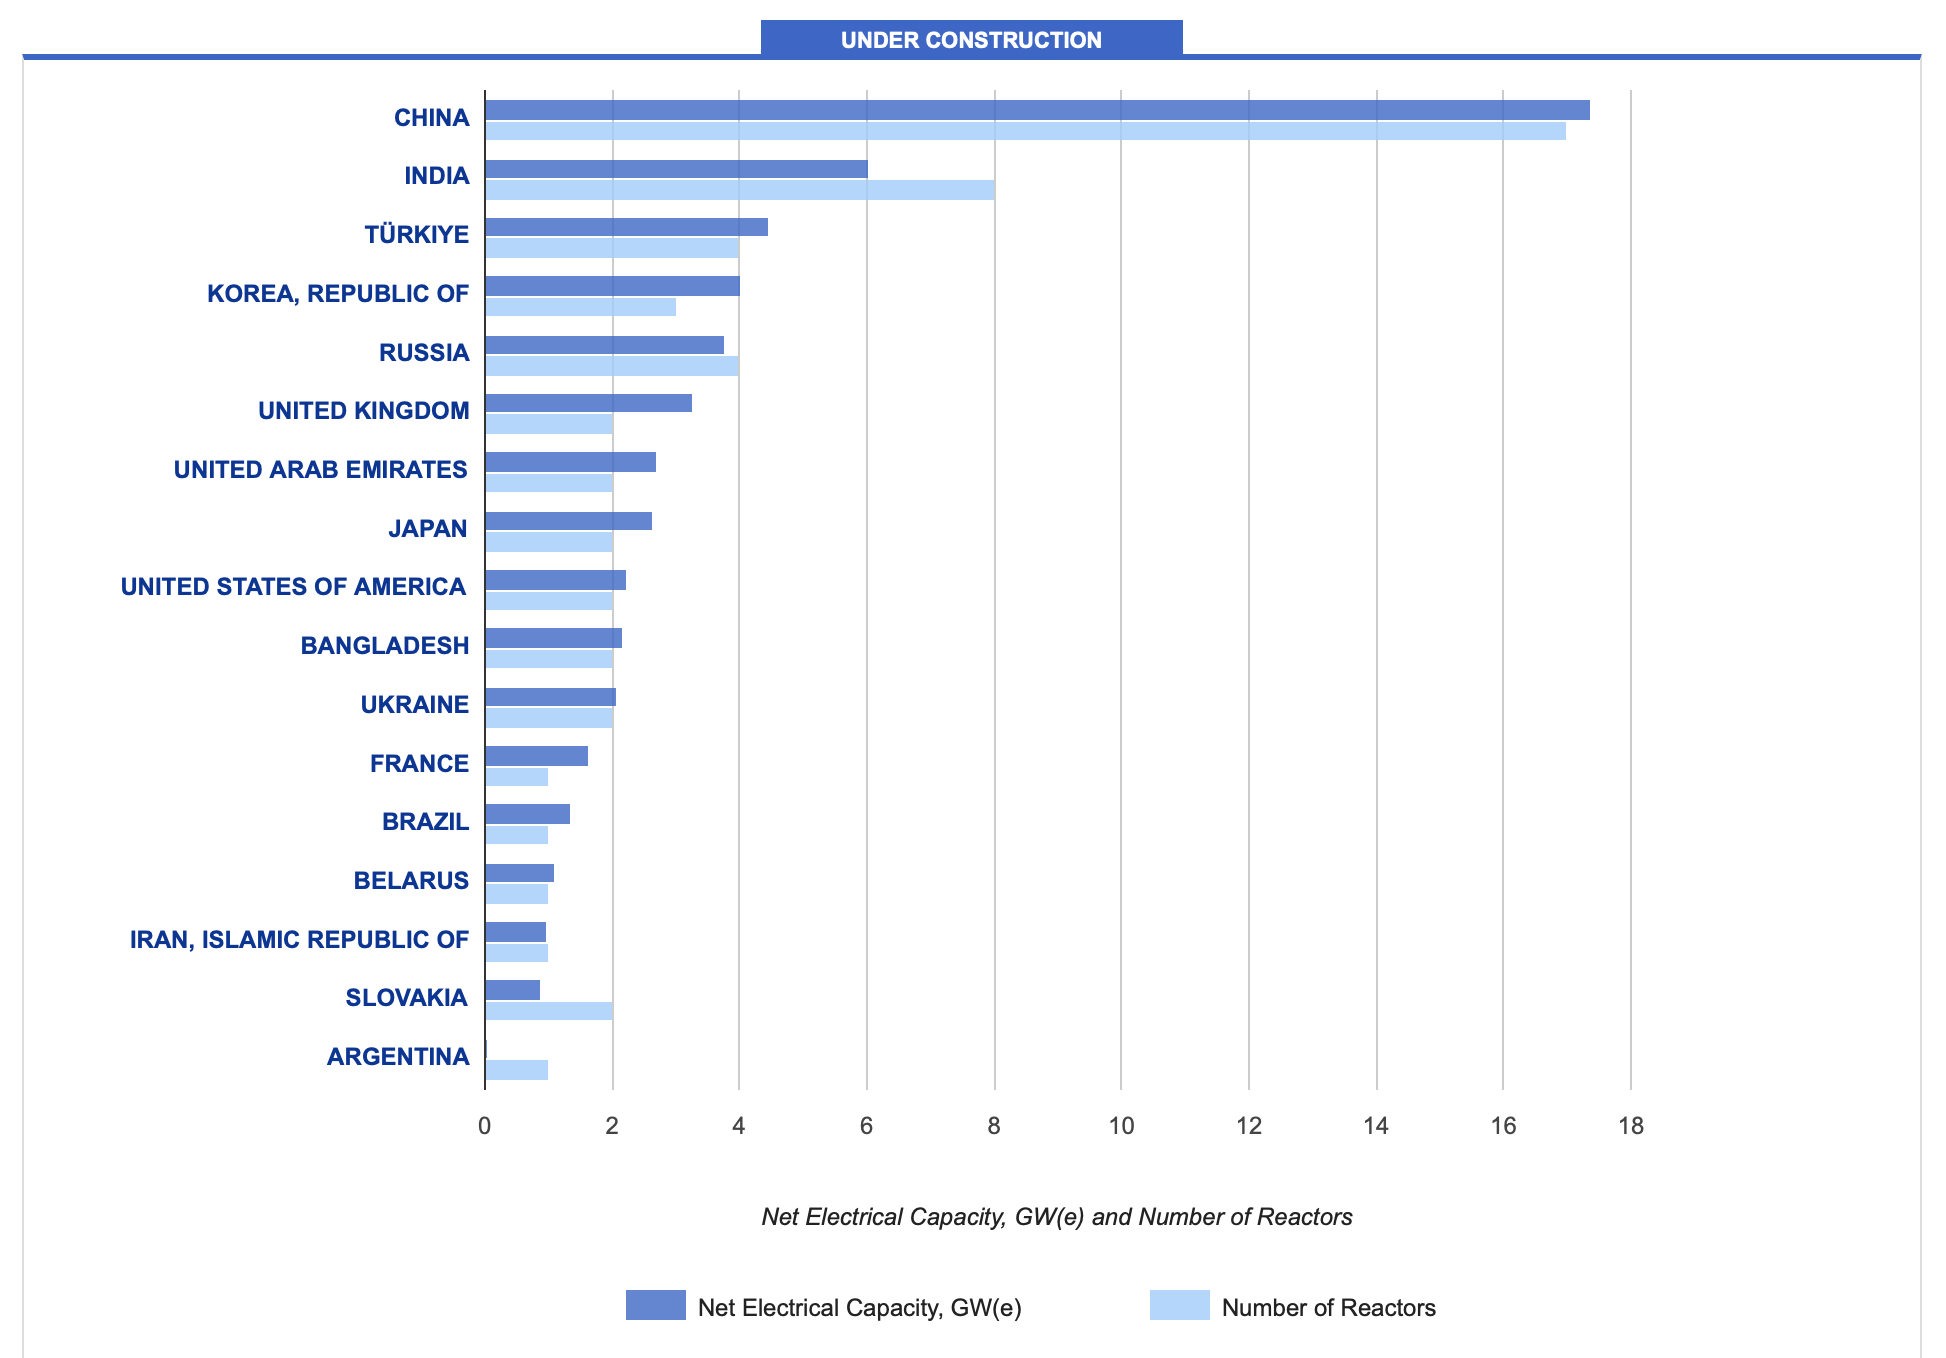 UNDER CONSTRUCTION
CHINA
INDIA
TÜRKIYE
KOREA, REPUBLIC OF
RUSSIA
UNITED KINGDOM
UNITED ARAB EMIRATES
JAPAN
UNITED STATES OF AMERICA
BANGLADESH
UKRAINE
FRANCE
BRAZIL
BELARUS
IRAN, ISLAMIC REPUBLIC OF
SLOVAKIA
ARGENTINA
0 2 4 6 8 10 12 14 16 18
Net Electrical Capacity, GW(e) and Number of Reactors
Net Electrical Capacity, GW(e) Number of Reactors